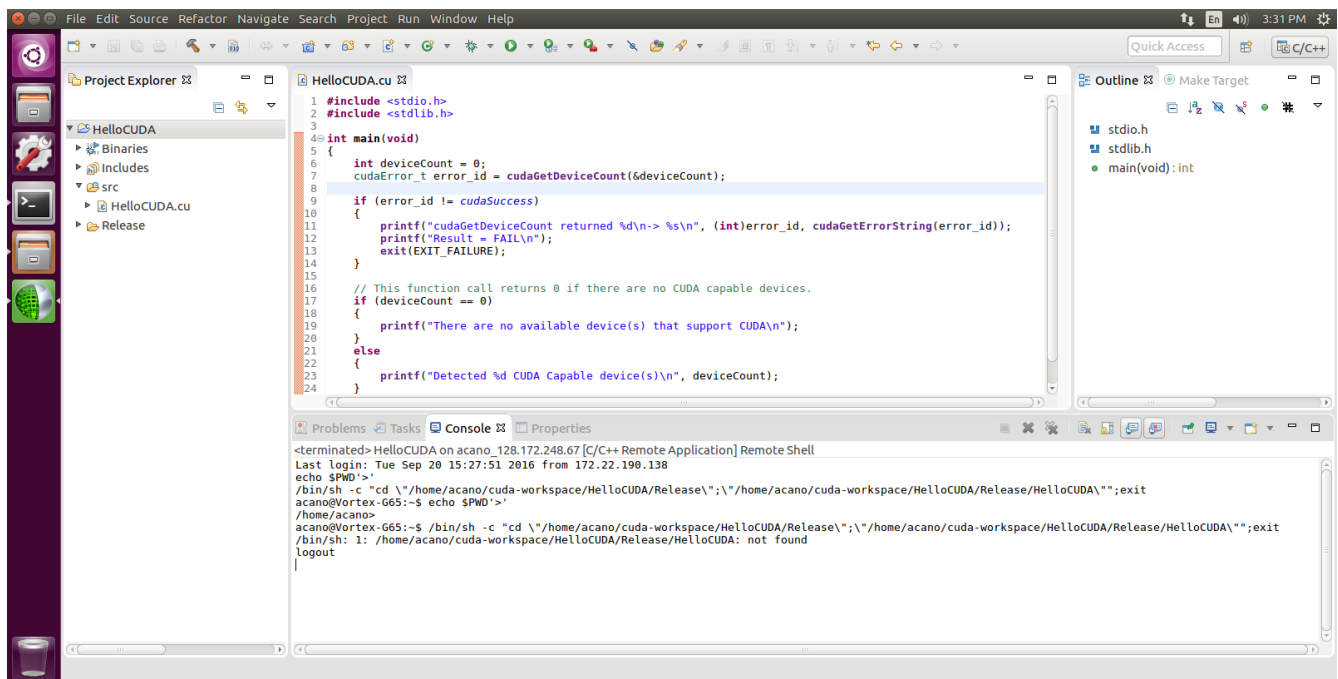 File Edit Source Refactor Navigate Search Project Run Window Help
En 3:31 PM
Quick Access C/C++
Project Explorer
HelloCUDA
Binaries
Includes
src
HelloCUDA.cu
Release
HelloCUDA.cu
1 #include <stdio.h>
2 #include <stdlib.h>
3
4 int main(void)
5 {
6 int deviceCount = 0;
7 cudaError_t error_id = cudaGetDeviceCount(&deviceCount);
8
9 if (error_id != cudaSuccess)
10 {
11 printf("cudaGetDeviceCount returned %d\n-> %s\n", (int)error_id, cudaGetErrorString(error_id));
12 printf("Result = FAIL\n");
13 exit(EXIT_FAILURE);
14 }
15
16 // This function call returns 0 if there are no CUDA capable devices.
17 if (deviceCount == 0)
18 {
19 printf("There are no available device(s) that support CUDA\n");
20 }
21 else
22 {
23 printf("Detected %d CUDA Capable device(s)\n", deviceCount);
24 }
Outline Make Target
stdio.h
stdlib.h
main(void) : int
Problems Tasks Console Properties
<terminated> HelloCUDA on acano_128.172.248.67 [C/C++ Remote Application] Remote Shell
Last login: Tue Sep 20 15:27:51 2016 from 172.22.190.138
echo $PWD'>'
/bin/sh -c "cd \"/home/acano/cuda-workspace/HelloCUDA/Release\";\"/home/acano/cuda-workspace/HelloCUDA/Release/HelloCUDA\"";exit
acano@Vortex-G65:~$ echo $PWD'>'
/home/acano>
acano@Vortex-G65:~$ /bin/sh -c "cd \"/home/acano/cuda-workspace/HelloCUDA/Release\";\"/home/acano/cuda-workspace/HelloCUDA/Release/HelloCUDA\"";exit
/bin/sh: 1: /home/acano/cuda-workspace/HelloCUDA/Release/HelloCUDA: not found
logout